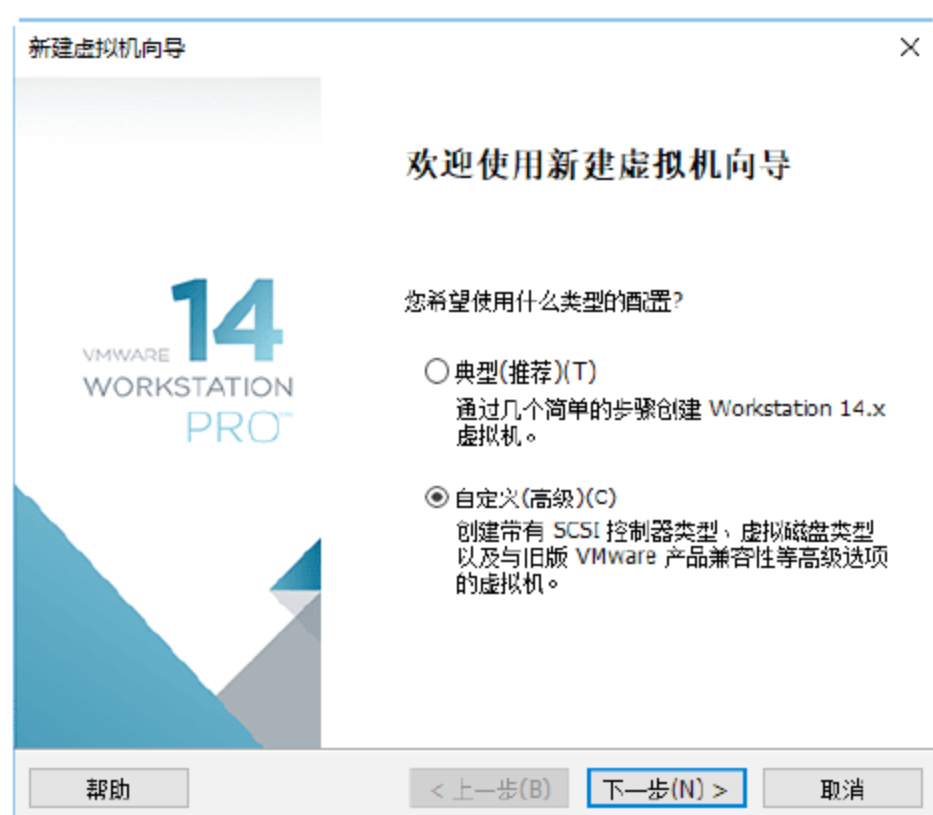 新建虚拟机向导
欢迎使用新建虚拟机向导
14
VMWARE
WORKSTATION
PRO™
您希望使用什么类型的配置?
典型(推荐)(T)
通过几个简单的步骤创建 Workstation 14.x
虚拟机。
自定义(高级)(C)
创建带有 SCSI 控制器类型、虚拟磁盘类型
以及与旧版 VMware 产品兼容性等高级选项
的虚拟机。
帮助
< 上一步(B)
下一步(N) >
取消